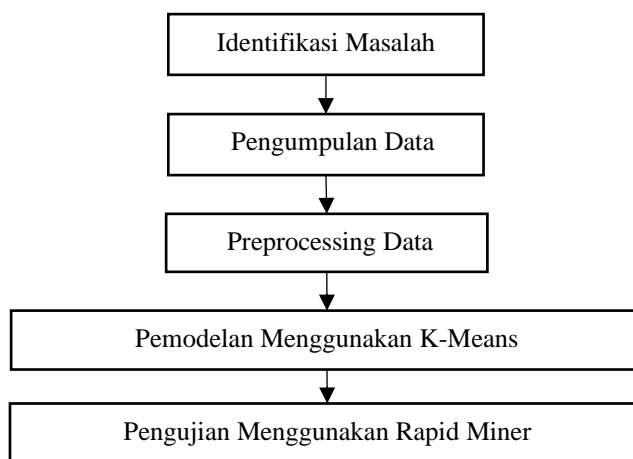 Identifikasi Masalah
Pengumpulan Data
Preprocessing Data
Pemodelan Menggunakan K-Means
Pengujian Menggunakan Rapid Miner